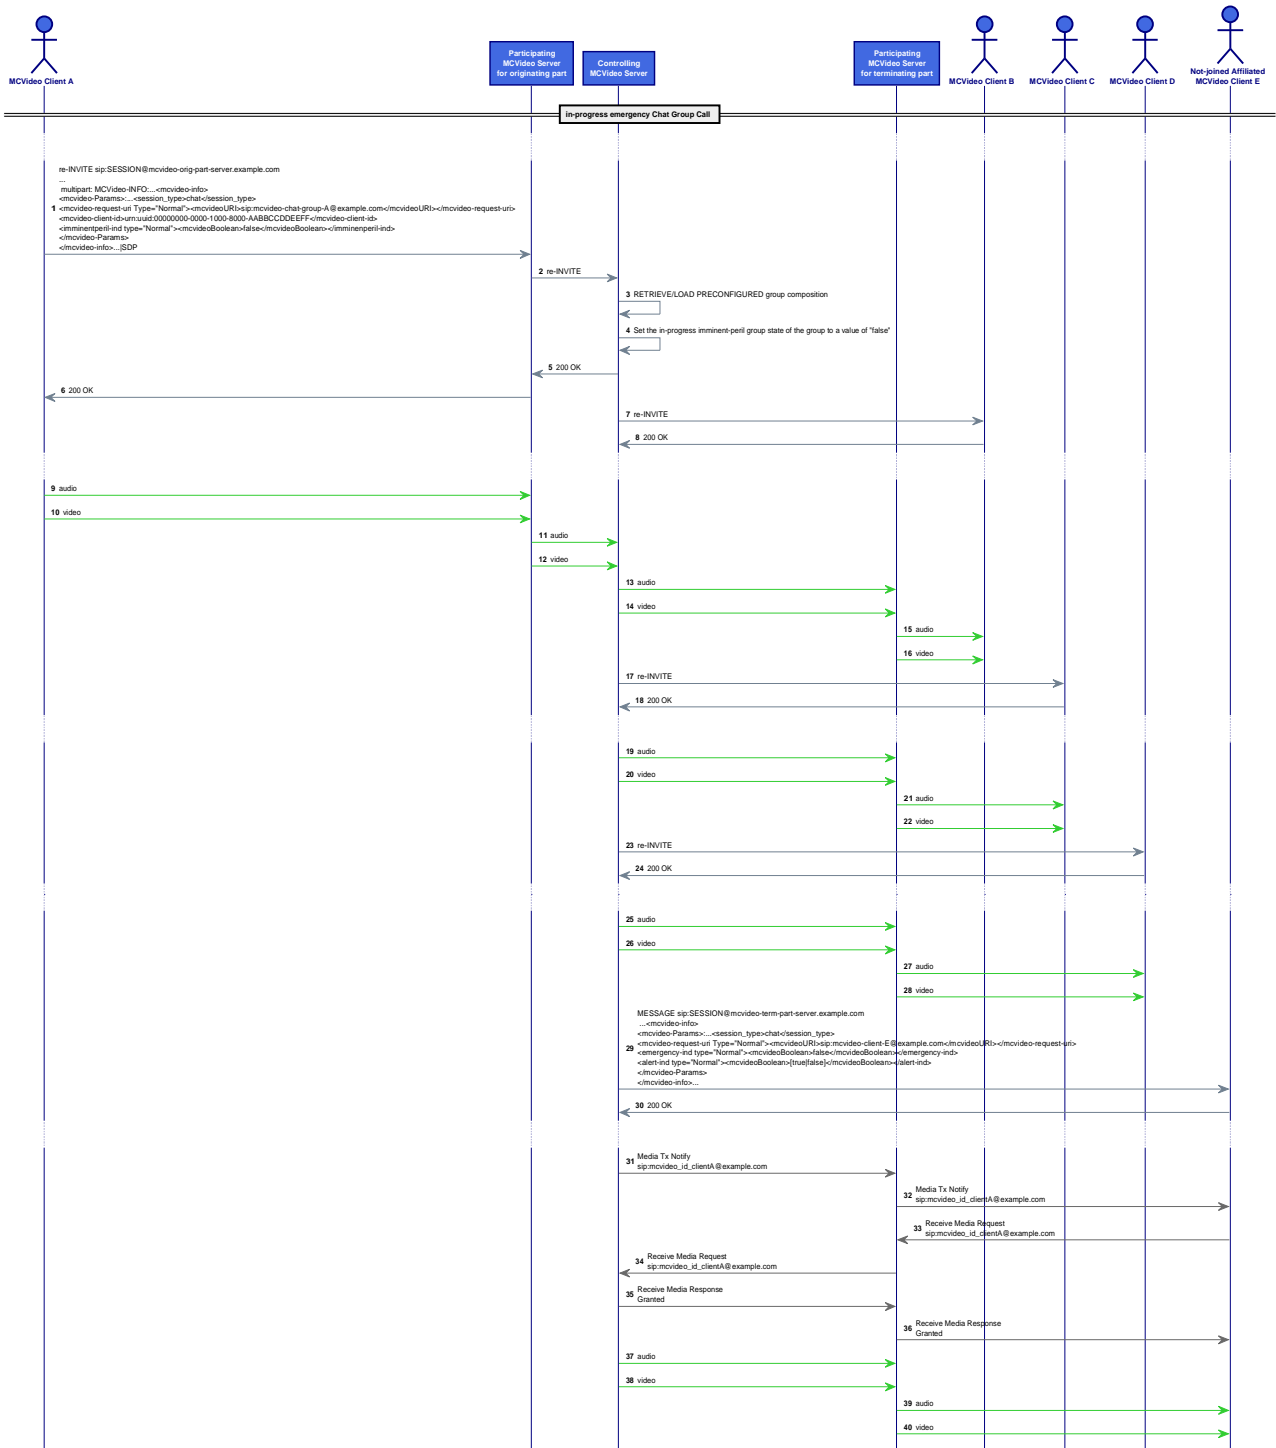 MCVideo Client A
Participating
MCVideo Server
for originating part
Controlling
MCVideo Server
Participating
MCVideo Server
for terminating part
MCVideo Client B
MCVideo Client C
MCVideo Client D
Not-joined Affiliated
MCVideo Client E
in-progress emergency Chat Group Call
re-INVITE sip:SESSION@mcvideo-orig-part-server.example.com
...
multipart: MCVideo-INFO:...<mcvideo-info>
<mcvideo-Params>:...<session_type>chat</session_type>
1 <mcvideo-request-uri Type="Normal"><mcvideoURI>sip:mcvideo-chat-group-A@example.com</mcvideoURI></mcvideo-request-uri>
<mcvideo-client-id>urn:uuid:00000000-0000-1000-8000-AABBCCDDEEFF</mcvideo-client-id>
<imminentperil-ind type="Normal"><mcvideoBoolean>false</mcvideoBoolean></imminenperil-ind>
</mcvideo-Params>
</mcvideo-info>...|SDP
2 re-INVITE
3 RETRIEVE/LOAD PRECONFIGURED group composition
4 Set the in-progress imminent-peril group state of the group to a value of "false"
5 200 OK
6 200 OK
7 re-INVITE
8 200 OK
9 audio
10 video
11 audio
12 video
13 audio
14 video
15 audio
16 video
17 re-INVITE
18 200 OK
19 audio
20 video
21 audio
22 video
23 re-INVITE
24 200 OK
25 audio
26 video
27 audio
28 video
MESSAGE sip:SESSION@mcvideo-term-part-server.example.com
...<mcvideo-info>
<mcvideo-Params>:...<session_type>chat</session_type>
<mcvideo-request-uri Type="Normal"><mcvideoURI>sip:mcvideo-client-E@example.com</mcvideoURI></mcvideo-request-uri>
29 <emergency-ind type="Normal"><mcvideoBoolean>false</mcvideoBoolean></emergency-ind>
<alert-ind type="Normal"><mcvideoBoolean>[true|false]</mcvideoBoolean></alert-ind>
</mcvideo-Params>
</mcvideo-info>...
30 200 OK
31 Media Tx Notify
sip:mcvideo_id_clientA@example.com
32 Media Tx Notify
sip:mcvideo_id_clientA@example.com
33 Receive Media Request
sip:mcvideo_id_clientA@example.com
34 Receive Media Request
sip:mcvideo_id_clientA@example.com
35 Receive Media Response
Granted
36 Receive Media Response
Granted
37 audio
38 video
39 audio
40 video